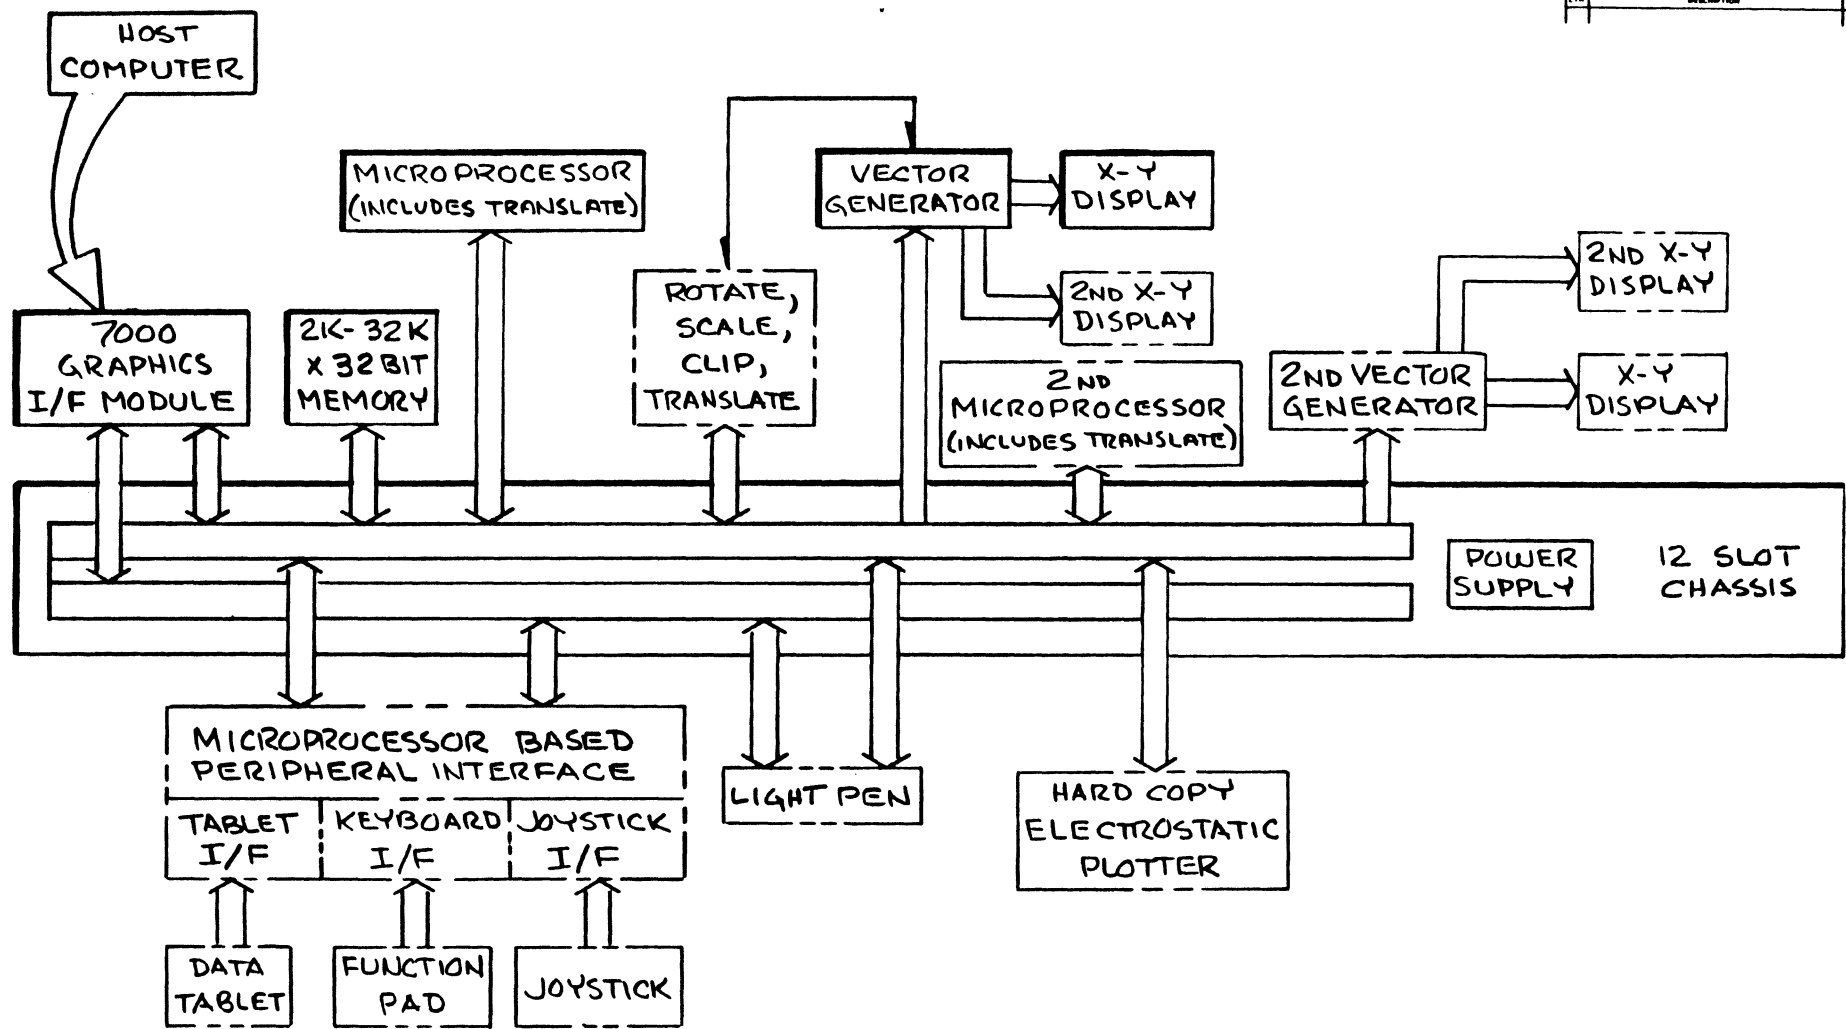 DESCRIPTION
HOST
COMPUTER
MICROPROCESSOR
(INCLUDES TRANSLATE)
VECTOR
GENERATOR
X-Y
DISPLAY
2ND X-Y
DISPLAY
2ND X-Y
DISPLAY
7000
GRAPHICS
I/F MODULE
2K-32K
X 32 BIT
MEMORY
ROTATE,
SCALE,
CLIP,
TRANSLATE
2ND
MICROPROCESSOR
(INCLUDES TRANSLATE)
2ND VECTOR
GENERATOR
X-Y
DISPLAY
POWER
SUPPLY
12 SLOT
CHASSIS
MICROPROCESSOR BASED
PERIPHERAL INTERFACE
TABLET
I/F
KEYBOARD
I/F
JOYSTICK
I/F
LIGHT PEN
HARD COPY
ELECTROSTATIC
PLOTTER
DATA
TABLET
FUNCTION
PAD
JOYSTICK